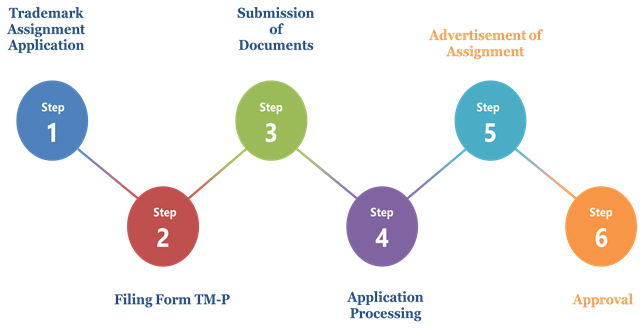 Trademark
Assignment
Application
Step
1
Step
2
Filing Form TM-P
Submission
of
Documents
Step
3
Step
4
Application
Processing
Advertisement of
Assignment
Step
5
Step
6
Approval